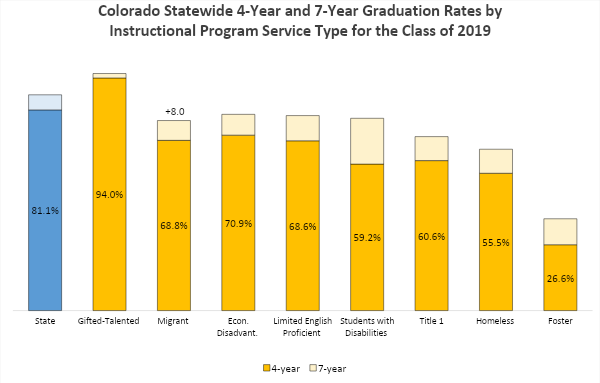 Colorado Statewide 4-Year and 7-Year Graduation Rates by
Instructional Program Service Type for the Class of 2019
+8.0
81.1%
94.0%
68.8%
70.9%
68.6%
59.2%
60.6%
55.5%
26.6%
State
Gifted-Talented
Migrant
Econ.
Disadvant.
Limited English
Proficient
Students with
Disabilities
Title 1
Homeless
Foster
4-year
7-year